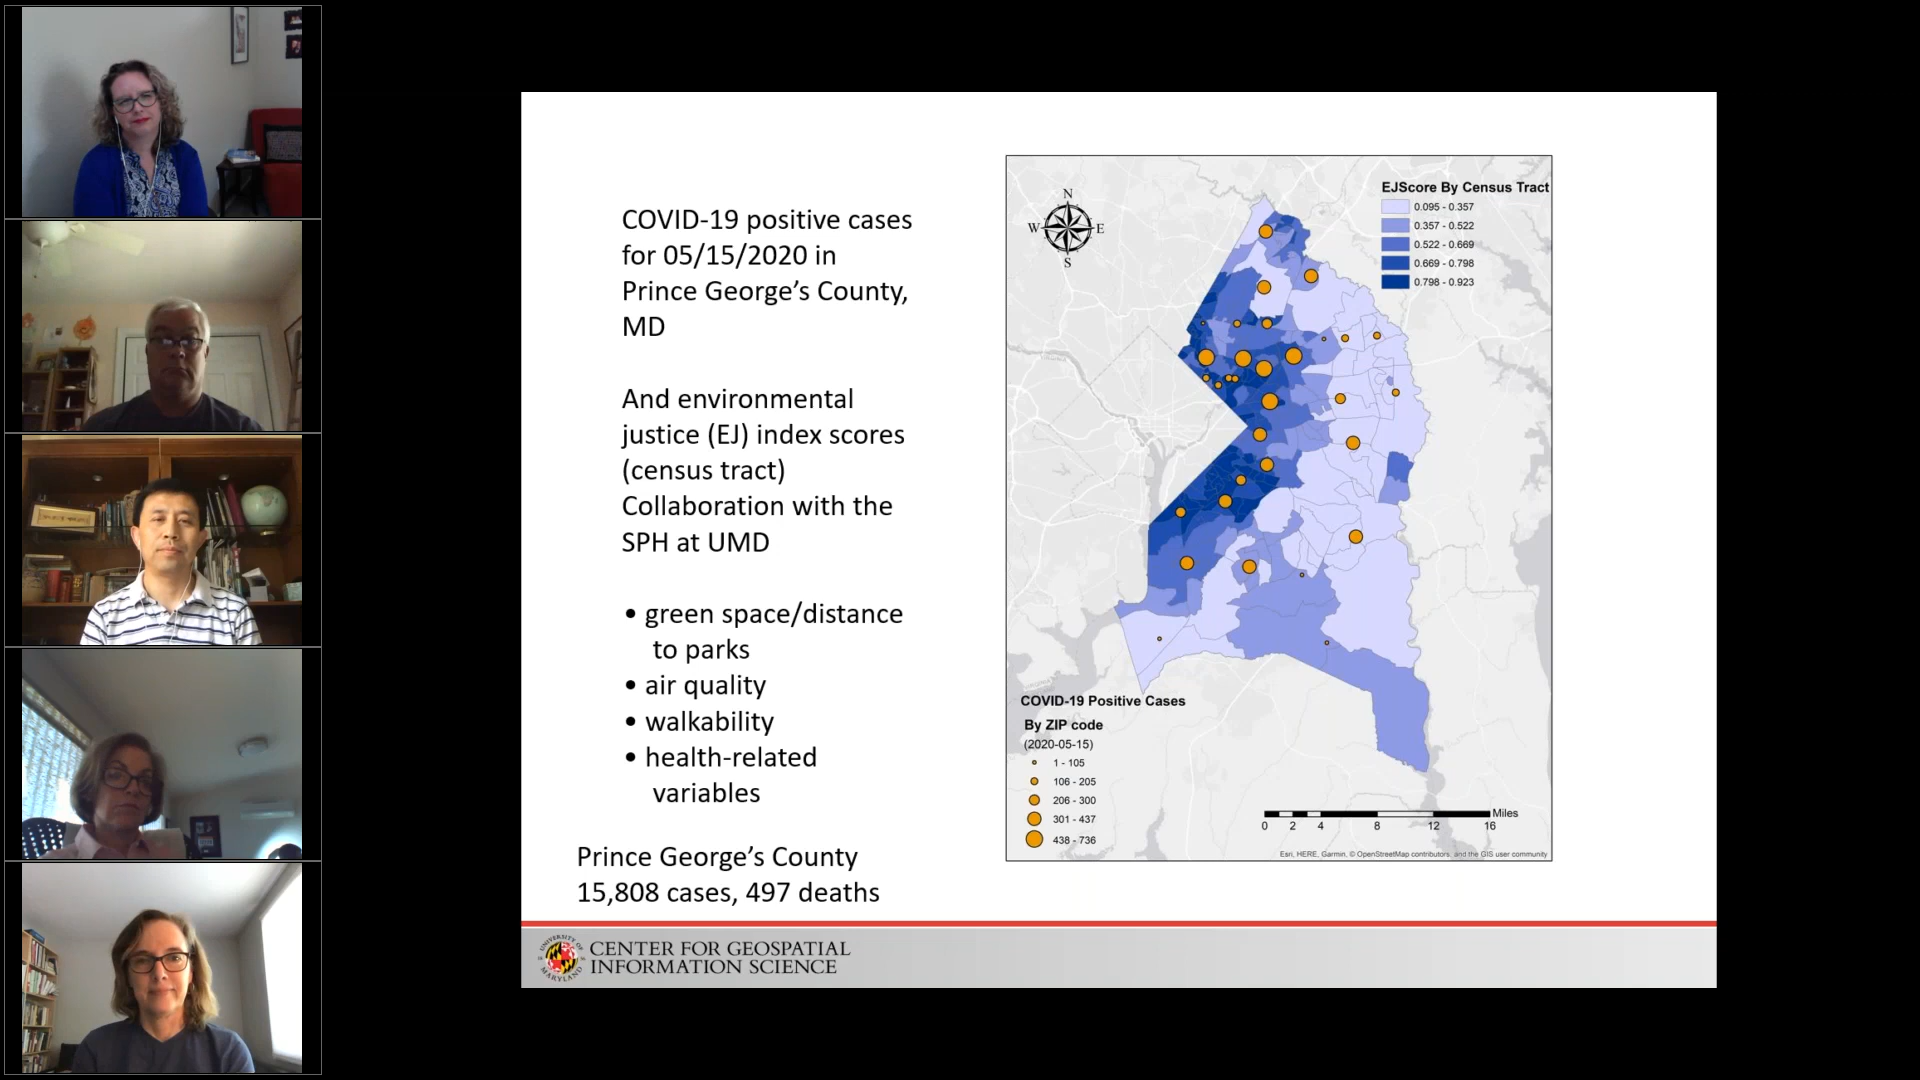 COVID-19 positive cases
for 05/15/2020 in
Prince George’s County,
MD
And environmental
justice (EJ) index scores
(census tract)
Collaboration with the
SPH at UMD
• green space/distance
to parks
• air quality
• walkability
• health-related
variables
Prince George’s County
15,808 cases, 497 deaths
N
W
E
S
EJScore By Census Tract
0.095 - 0.357
0.357 - 0.522
0.522 - 0.669
0.669 - 0.798
0.798 - 0.923
COVID-19 Positive Cases
By ZIP code
(2020-05-15)
1 - 105
106 - 205
206 - 300
301 - 437
438 - 736
Miles
0 2 4 8 12 16
Esri, HERE, Garmin, © OpenStreetMap contributors, and the GIS user community
UNIVERSITY OF
MARYLAND
CENTER FOR GEOSPATIAL
INFORMATION SCIENCE